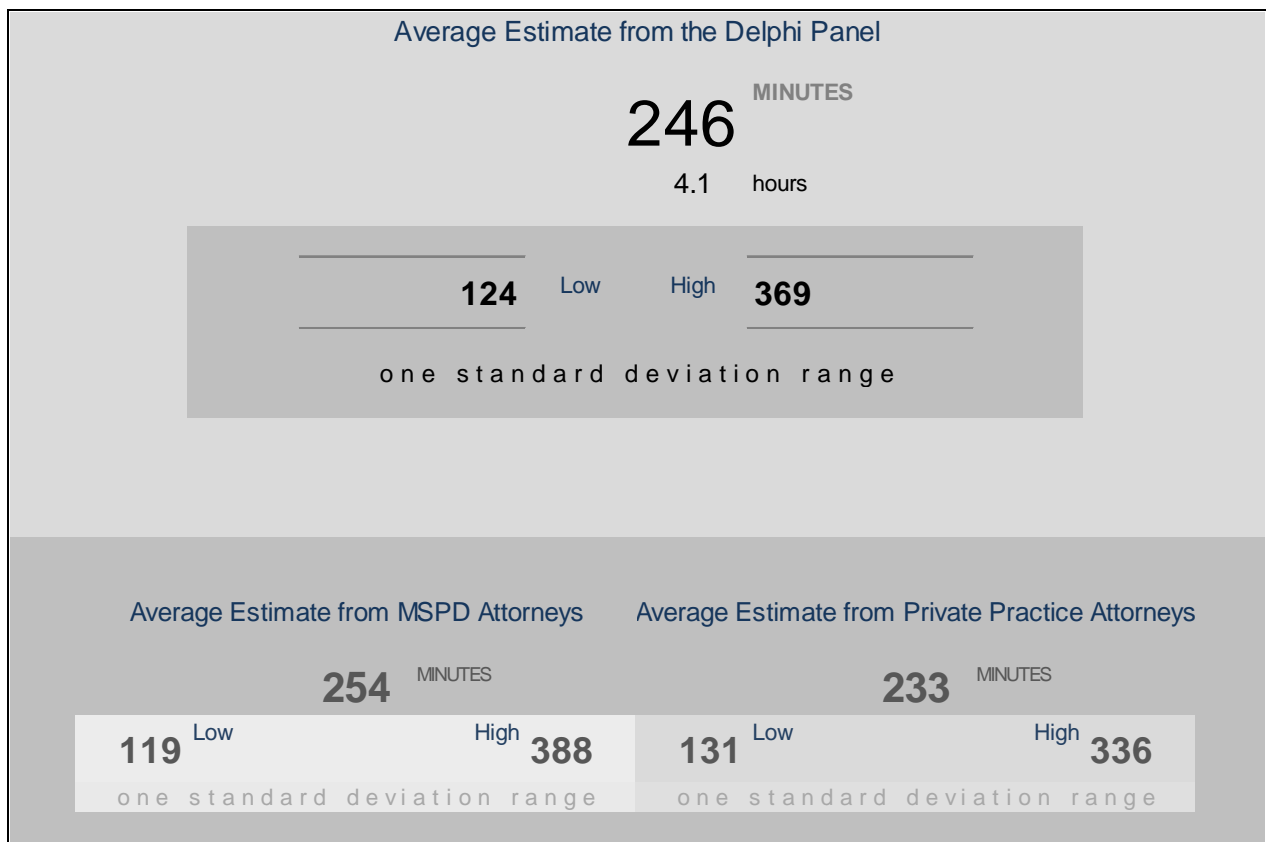 Average Estimate from the Delphi Panel
246 MINUTES
4.1 hours
124 Low High 369
one standard deviation range
Average Estimate from MSPD Attorneys
254 MINUTES
119 Low High 388
one standard deviation range
Average Estimate from Private Practice Attorneys
233 MINUTES
131 Low High 336
one standard deviation range